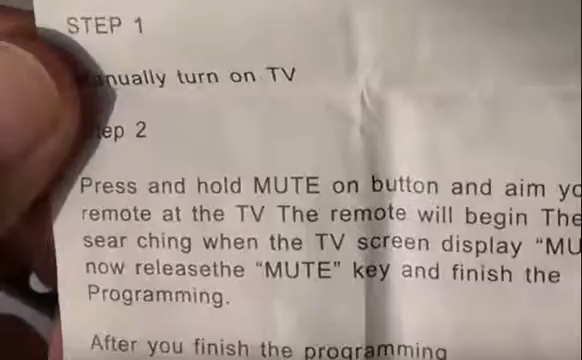 STEP 1
nually turn on TV
ep 2
Press and hold MUTE on button and aim yo
remote at the TV The remote will begin The
sear ching when the TV screen display “MU
now releasethe “MUTE” key and finish the
Programming.
After you finish the programming